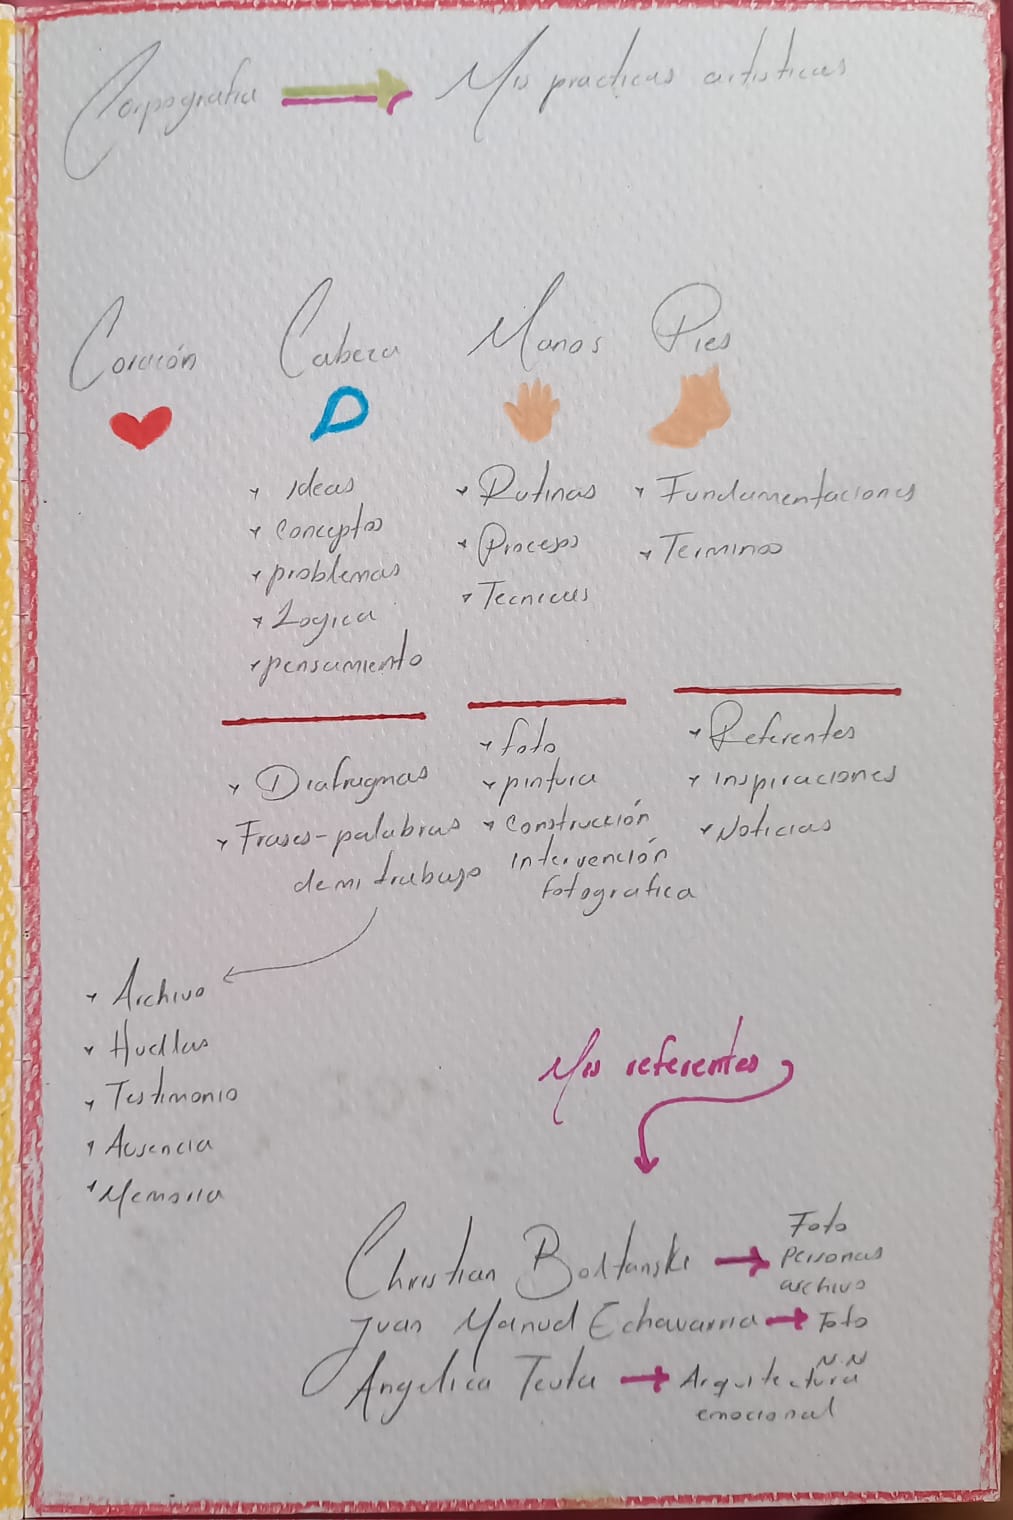 Corpografia → Mis practicas artisticas
Corazón
Cabeza
Manos
Pies
Ideas
Conceptos
problemas
Logica
pensamiento
Rutinas
Proceso
Tecnicas
Fundamentaciones
Terminos
Diafragmas
Frases-palabras
de mi trabajo
foto
pintura
Construcción
Intervención
fotografica
Referentes
inspiraciones
Noticias
Archivo
Huellas
Testimonio
Ausencia
Memoria
Mis referentes
Christian Boltanski → Foto
Personas
archivo
Juan Manuel Echavarria → Foto
N.N
Angelica Teuta → Arquitectura
emocional